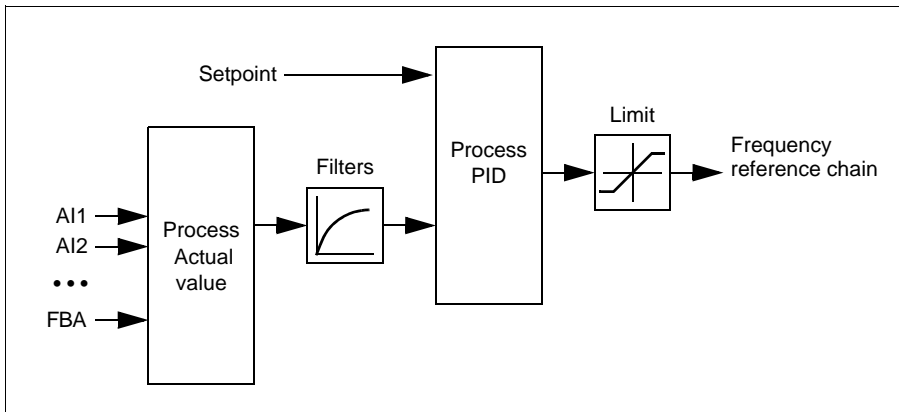 Setpoint
Process
PID
Limit
Frequency
reference chain
Filters
Process
Actual
value
AI1
AI2
•••
FBA